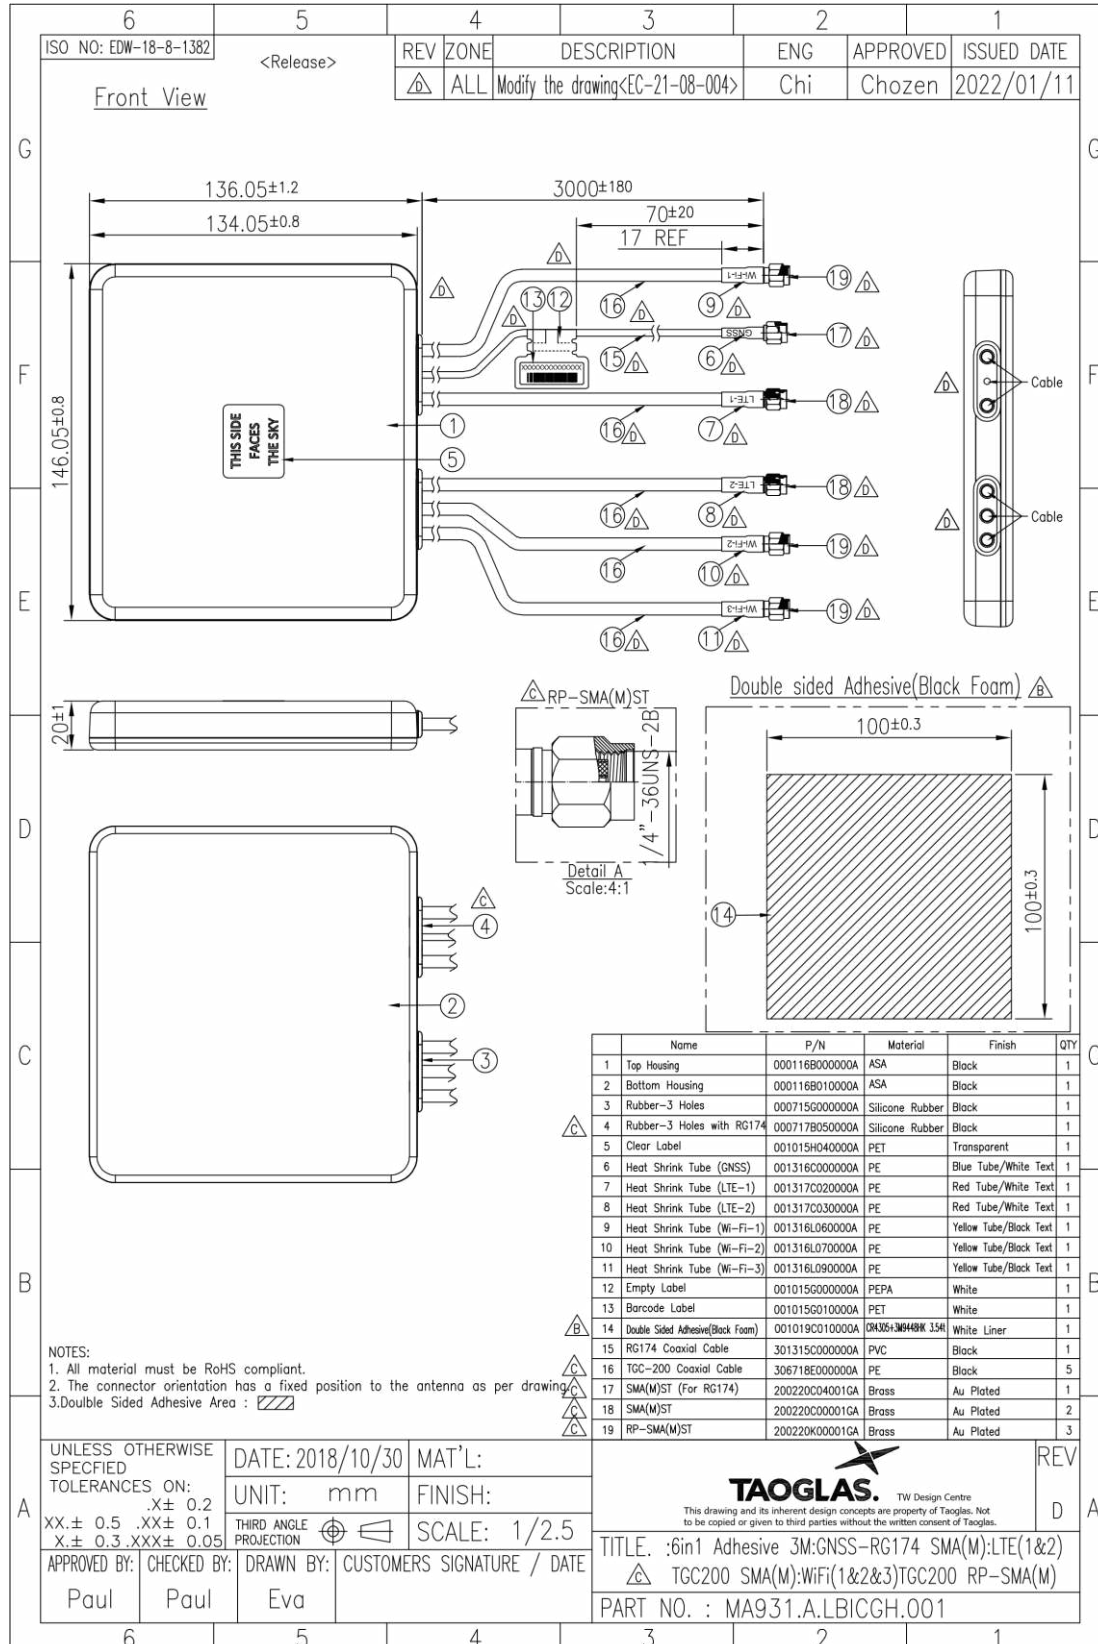 6 5 4 3 2 1
ISO NO: EDW-18-8-1382
<Release>
REV ZONE DESCRIPTION ENG APPROVED ISSUED DATE
D ALL Modify the drawing<EC-21-08-004> Chi Chozen 2022/01/11
Front View
G G
136.05±1.2 3000±180
134.05±0.8 70±20
17 REF
D
D Wi-Fi-1 19 D
13 12 16 9 D
D D GNSS 17 D
XXXXXXXXXXXXX 15 D 6 D
F F
D Cable
146.05±0.8
LTE-1 18 D
1 16 D 7 D
THIS SIDE
FACES
THE SKY
5
LTE-2 18 D
16 D 8 D
D Cable
Wi-Fi-2 19 D
16 10 D
E E
Wi-Fi-3 19 D
16 D 11 D
20±1
C RP-SMA(M)ST
1/4"-36UNS-2B
Detail A
Scale:4:1
Double sided Adhesive(Black Foam) B
100±0.3
100±0.3
14
D D
C
4
2
3
C C
Name P/N Material Finish QTY
1 Top Housing 000116B000000A ASA Black 1
2 Bottom Housing 000116B010000A ASA Black 1
3 Rubber-3 Holes 000715G000000A Silicone Rubber Black 1
C 4 Rubber-3 Holes with RG174 000717B050000A Silicone Rubber Black 1
5 Clear Label 001015H040000A PET Transparent 1
6 Heat Shrink Tube (GNSS) 001316C000000A PE Blue Tube/White Text 1
7 Heat Shrink Tube (LTE-1) 001317C020000A PE Red Tube/White Text 1
8 Heat Shrink Tube (LTE-2) 001317C030000A PE Red Tube/White Text 1
9 Heat Shrink Tube (Wi-Fi-1) 001316L060000A PE Yellow Tube/Black Text 1
10 Heat Shrink Tube (Wi-Fi-2) 001316L070000A PE Yellow Tube/Black Text 1
11 Heat Shrink Tube (Wi-Fi-3) 001316L090000A PE Yellow Tube/Black Text 1
12 Empty Label 001015G000000A PEPA White 1
13 Barcode Label 001015G010000A PET White 1
B 14 Double Sided Adhesive(Black Foam) 001019C010000A CR4305+3M9448HK 3.54t White Liner 1
15 RG174 Coaxial Cable 301315C000000A PVC Black 1
C 16 TGC-200 Coaxial Cable 306718E000000A PE Black 5
C 17 SMA(M)ST (For RG174) 200220C04001GA Brass Au Plated 1
C 18 SMA(M)ST 200220C00001GA Brass Au Plated 2
C 19 RP-SMA(M)ST 200220K00001GA Brass Au Plated 3
B B
NOTES:
1. All material must be RoHS compliant.
2. The connector orientation has a fixed position to the antenna as per drawing.
3.Double Sided Adhesive Area :
UNLESS OTHERWISE
SPECFIED
TOLERANCES ON:
.X± 0.2
XX.± 0.5 .XX± 0.1
X.± 0.3 .XXX± 0.05
DATE: 2018/10/30 MAT'L:
UNIT: mm FINISH:
THIRD ANGLE
PROJECTION
SCALE: 1/2.5
APPROVED BY: CHECKED BY: DRAWN BY: CUSTOMERS SIGNATURE / DATE
Paul Paul Eva
A A
TAOGLAS. TW Design Centre
This drawing and its inherent design concepts are property of Taoglas. Not
to be copied or given to third parties without the written consent of Taoglas.
REV
D
TITLE. :6in1 Adhesive 3M:GNSS-RG174 SMA(M):LTE(1&2)
C TGC200 SMA(M):WiFi(1&2&3)TGC200 RP-SMA(M)
PART NO. : MA931.A.LBICGH.001
6 5 4 3 2 1